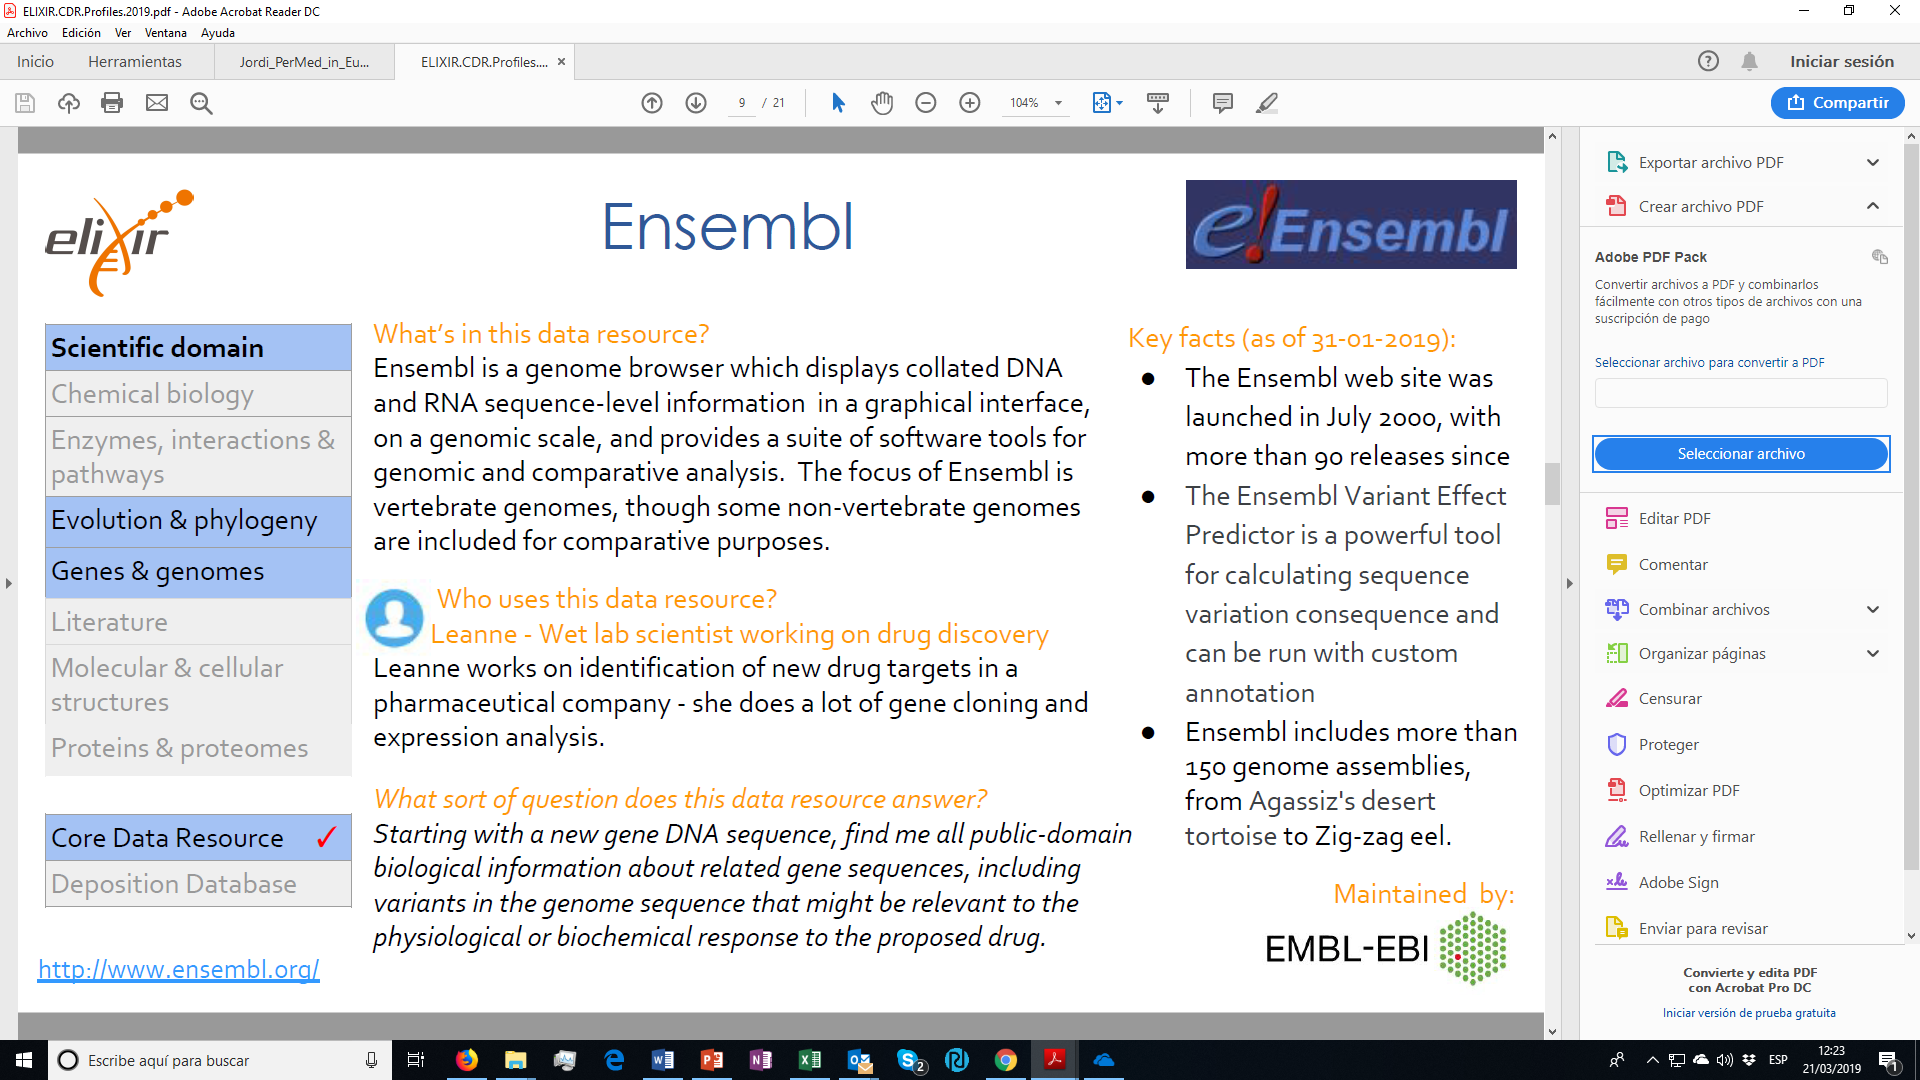 ELIXIR.CDR.Profiles.2019.pdf - Adobe Acrobat Reader DC
Archivo Edición Ver Ventana Ayuda
Inicio Herramientas Jordi_PerMed_in_Eu... ELIXIR.CDR.Profiles.... × Iniciar sesión
9 / 21 104% Compartir
elixir
Ensembl
e!Ensembl
Scientific domain
Chemical biology
Enzymes, interactions &
pathways
Evolution & phylogeny
Genes & genomes
Literature
Molecular & cellular
structures
Proteins & proteomes
Core Data Resource ✓
Deposition Database
http://www.ensembl.org/
What's in this data resource?
Ensembl is a genome browser which displays collated DNA
and RNA sequence-level information in a graphical interface,
on a genomic scale, and provides a suite of software tools for
genomic and comparative analysis. The focus of Ensembl is
vertebrate genomes, though some non-vertebrate genomes
are included for comparative purposes.
Who uses this data resource?
Leanne - Wet lab scientist working on drug discovery
Leanne works on identification of new drug targets in a
pharmaceutical company - she does a lot of gene cloning and
expression analysis.
What sort of question does this data resource answer?
Starting with a new gene DNA sequence, find me all public-domain
biological information about related gene sequences, including
variants in the genome sequence that might be relevant to the
physiological or biochemical response to the proposed drug.
Key facts (as of 31-01-2019):
● The Ensembl web site was
launched in July 2000, with
more than 90 releases since
● The Ensembl Variant Effect
Predictor is a powerful tool
for calculating sequence
variation consequence and
can be run with custom
annotation
● Ensembl includes more than
150 genome assemblies,
from Agassiz's desert
tortoise to Zig-zag eel.
Maintained by:
EMBL-EBI
Exportar archivo PDF
Crear archivo PDF
Adobe PDF Pack
Convertir archivos a PDF y combinarlos
fácilmente con otros tipos de archivos con una
suscripción de pago
Seleccionar archivo para convertir a PDF
Seleccionar archivo
Editar PDF
Comentar
Combinar archivos
Organizar páginas
Censurar
Proteger
Optimizar PDF
Rellenar y firmar
Adobe Sign
Enviar para revisar
Convierte y edita PDF
con Acrobat Pro DC
Iniciar versión de prueba gratuita
Escribe aquí para buscar
2
ESP
12:23
21/03/2019
1